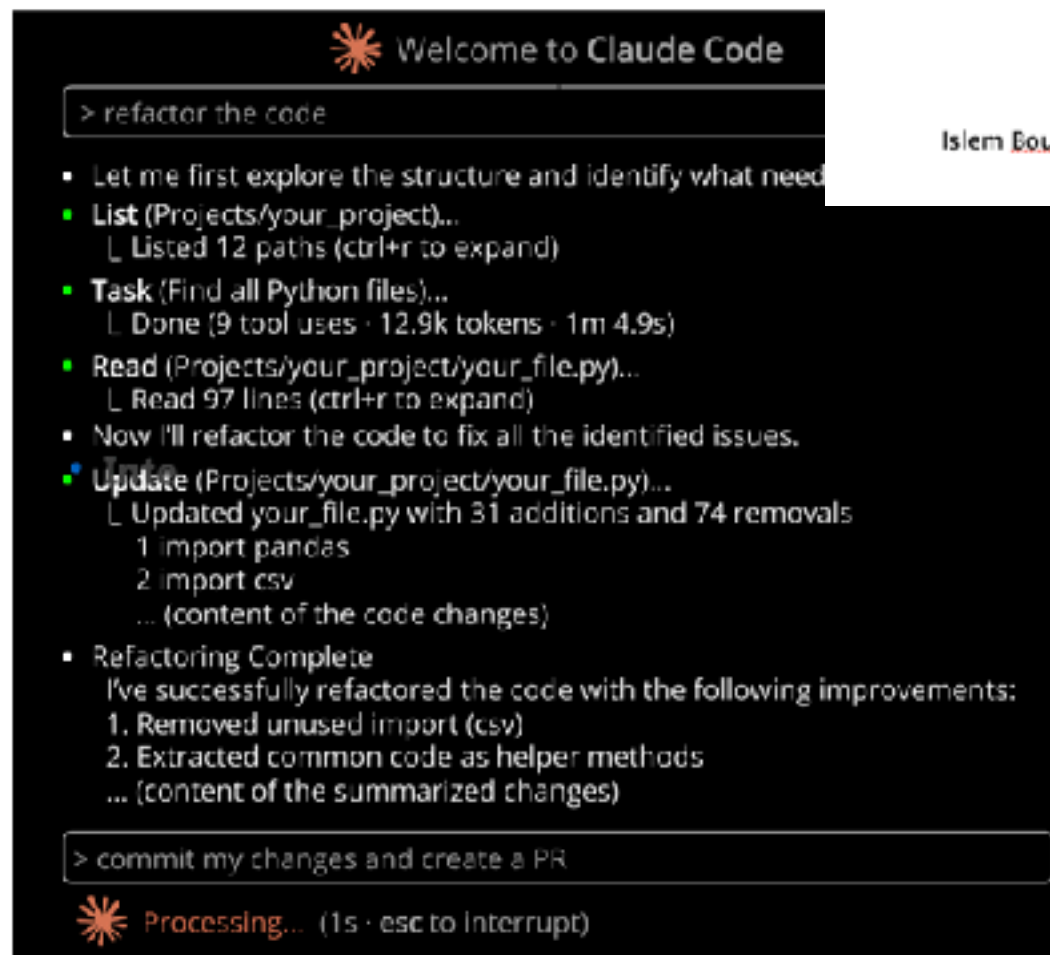 Welcome to Claude Code
> refactor the code
Islem Bou
Let me first explore the structure and identify what need
List (Projects/your_project)...
Listed 12 paths (ctrl+r to expand)
Task (Find all Python files)...
Done (9 tool uses · 12.9k tokens · 1m 4.9s)
Read (Projects/your_project/your_file.py)...
Read 97 lines (ctrl+r to expand)
Now I'll refactor the code to fix all the identified issues.
Update (Projects/your_project/your_file.py)...
Updated your_file.py with 31 additions and 74 removals
1 import pandas
2 import csv
... (content of the code changes)
Refactoring Complete
I've successfully refactored the code with the following improvements:
1. Removed unused import (csv)
2. Extracted common code as helper methods
... (content of the summarized changes)
> commit my changes and create a PR
Processing... (1s · esc to interrupt)